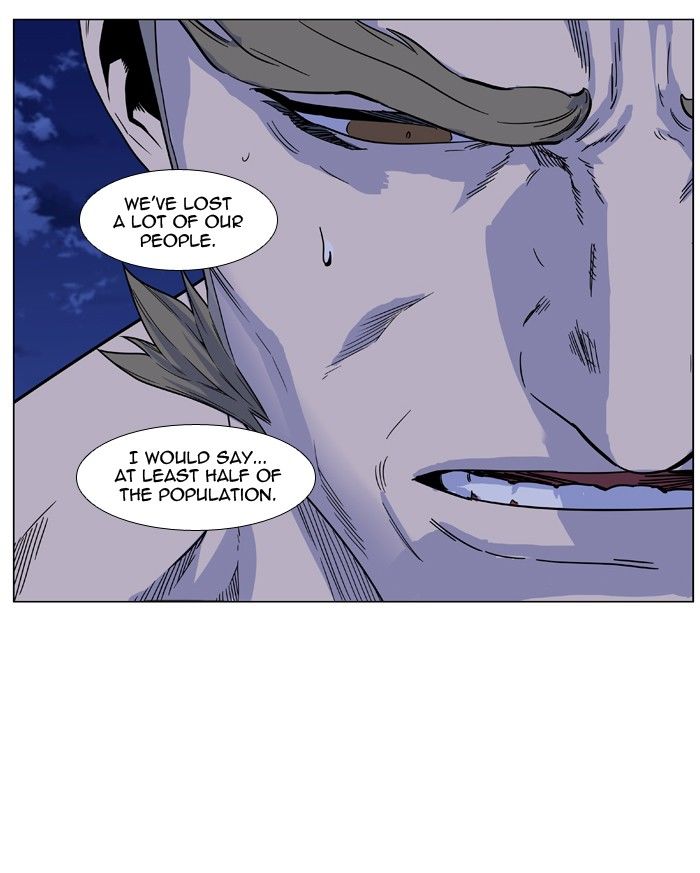 WE'VE LOST
A LOT OF OUR
PEOPLE.
I WOULD SAY...
AT LEAST HALF OF
THE POPULATION.